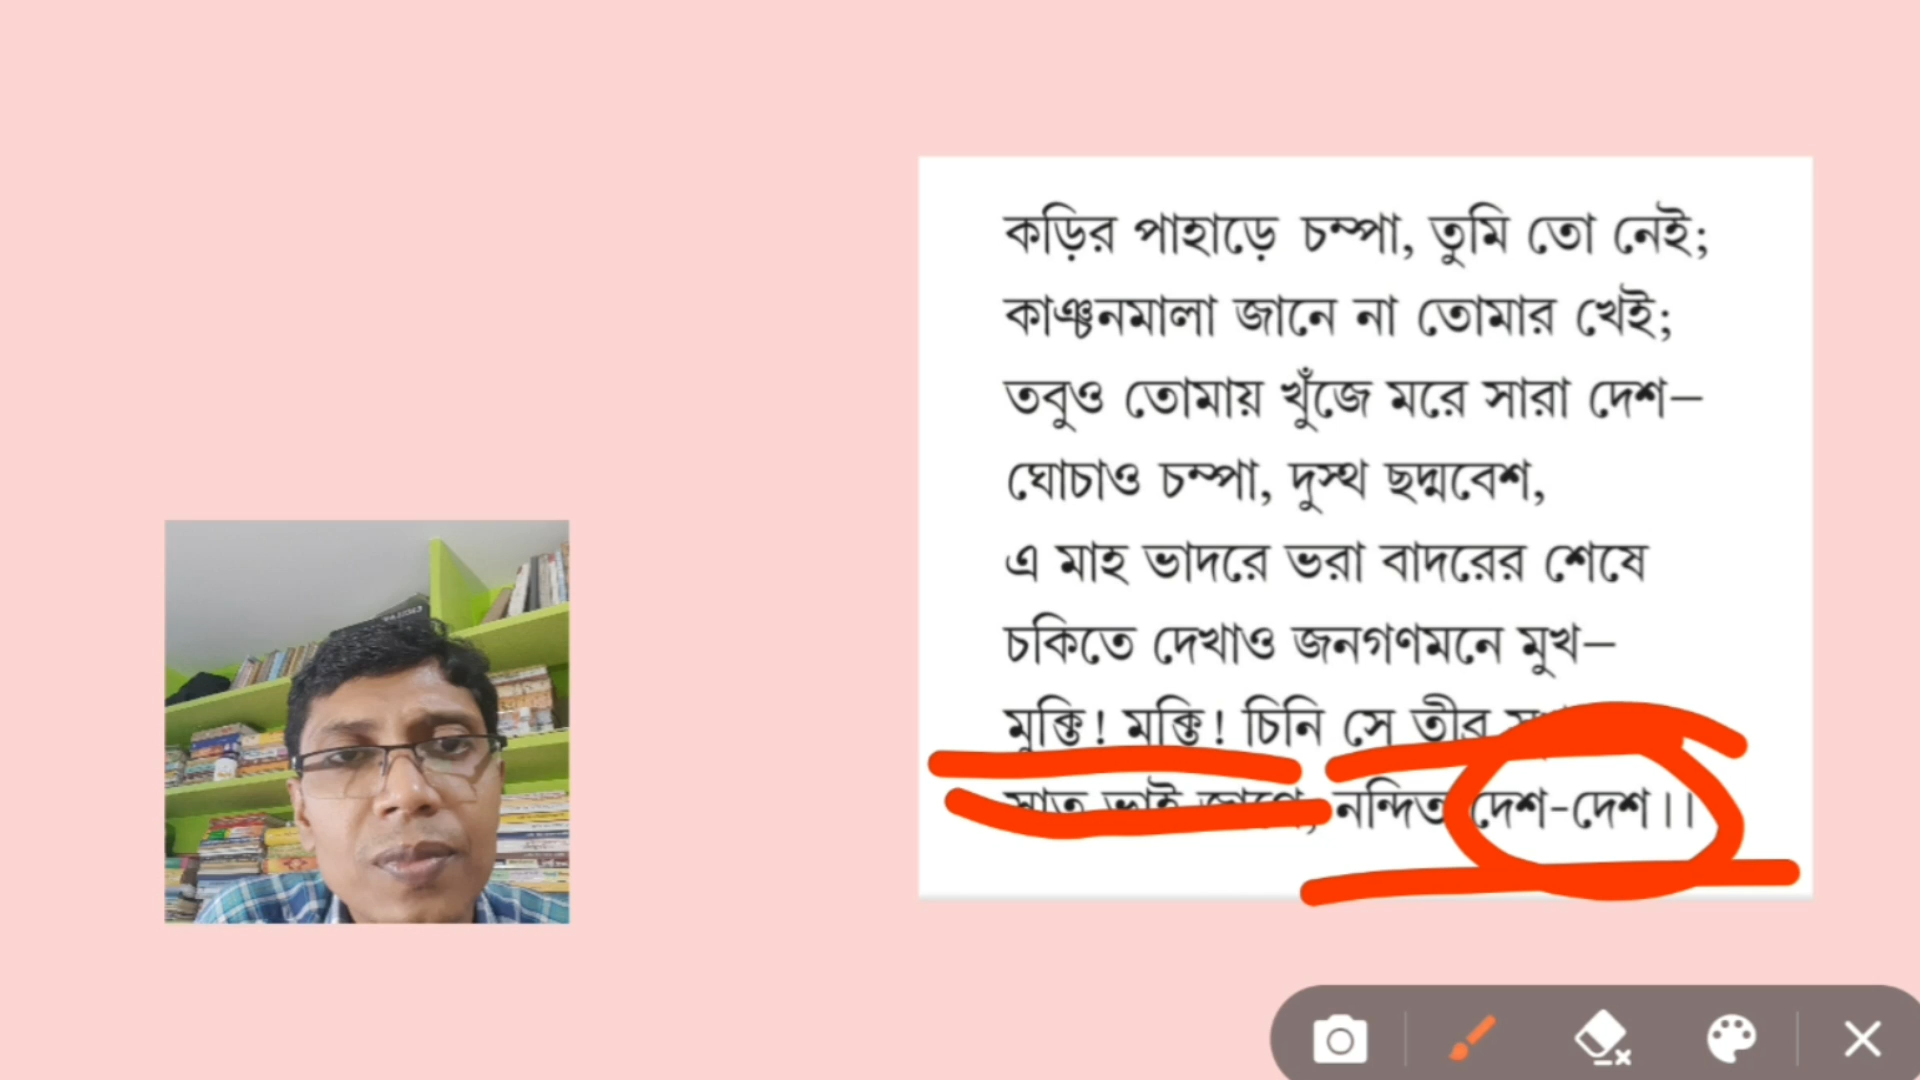 কড়ির পাহাড়ে চম্পা, তুমি তো নেই;
কাঞ্চনমালা জানে না তোমার খেই;
তবুও তোমায় খুঁজে মরে সারা দেশ—
ঘোচাও চম্পা, দুস্থ ছদ্মবেশ,
এ মাহ ভাদরে ভরা বাদরের শেষে
চকিতে দেখাও জনগণমনে মুখ—
মুক্তি! মুক্তি! চিনি সে তীব্র
সাত ভাই জাগে, নন্দিত দেশ-দেশ।।